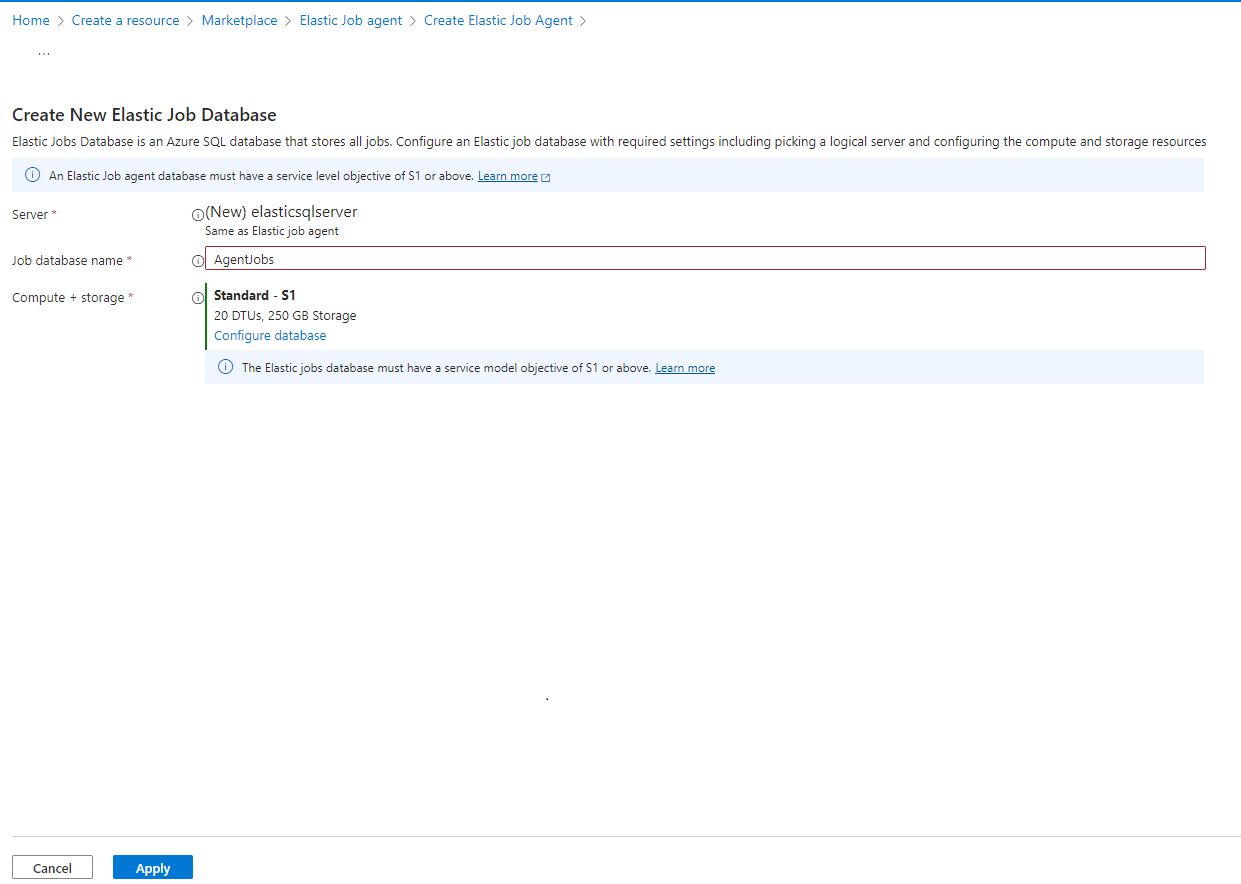 Home > Create a resource > Marketplace > Elastic Job agent > Create Elastic Job Agent >
...
Create New Elastic Job Database
Elastic Jobs Database is an Azure SQL database that stores all jobs. Configure an Elastic job database with required settings including picking a logical server and configuring the compute and storage resources
An Elastic Job agent database must have a service level objective of S1 or above. Learn more
Server *
(New) elasticsqlserver
Same as Elastic job agent
Job database name *
AgentJobs
Compute + storage *
Standard - S1
20 DTUs, 250 GB Storage
Configure database
The Elastic jobs database must have a service model objective of S1 or above. Learn more
Cancel
Apply